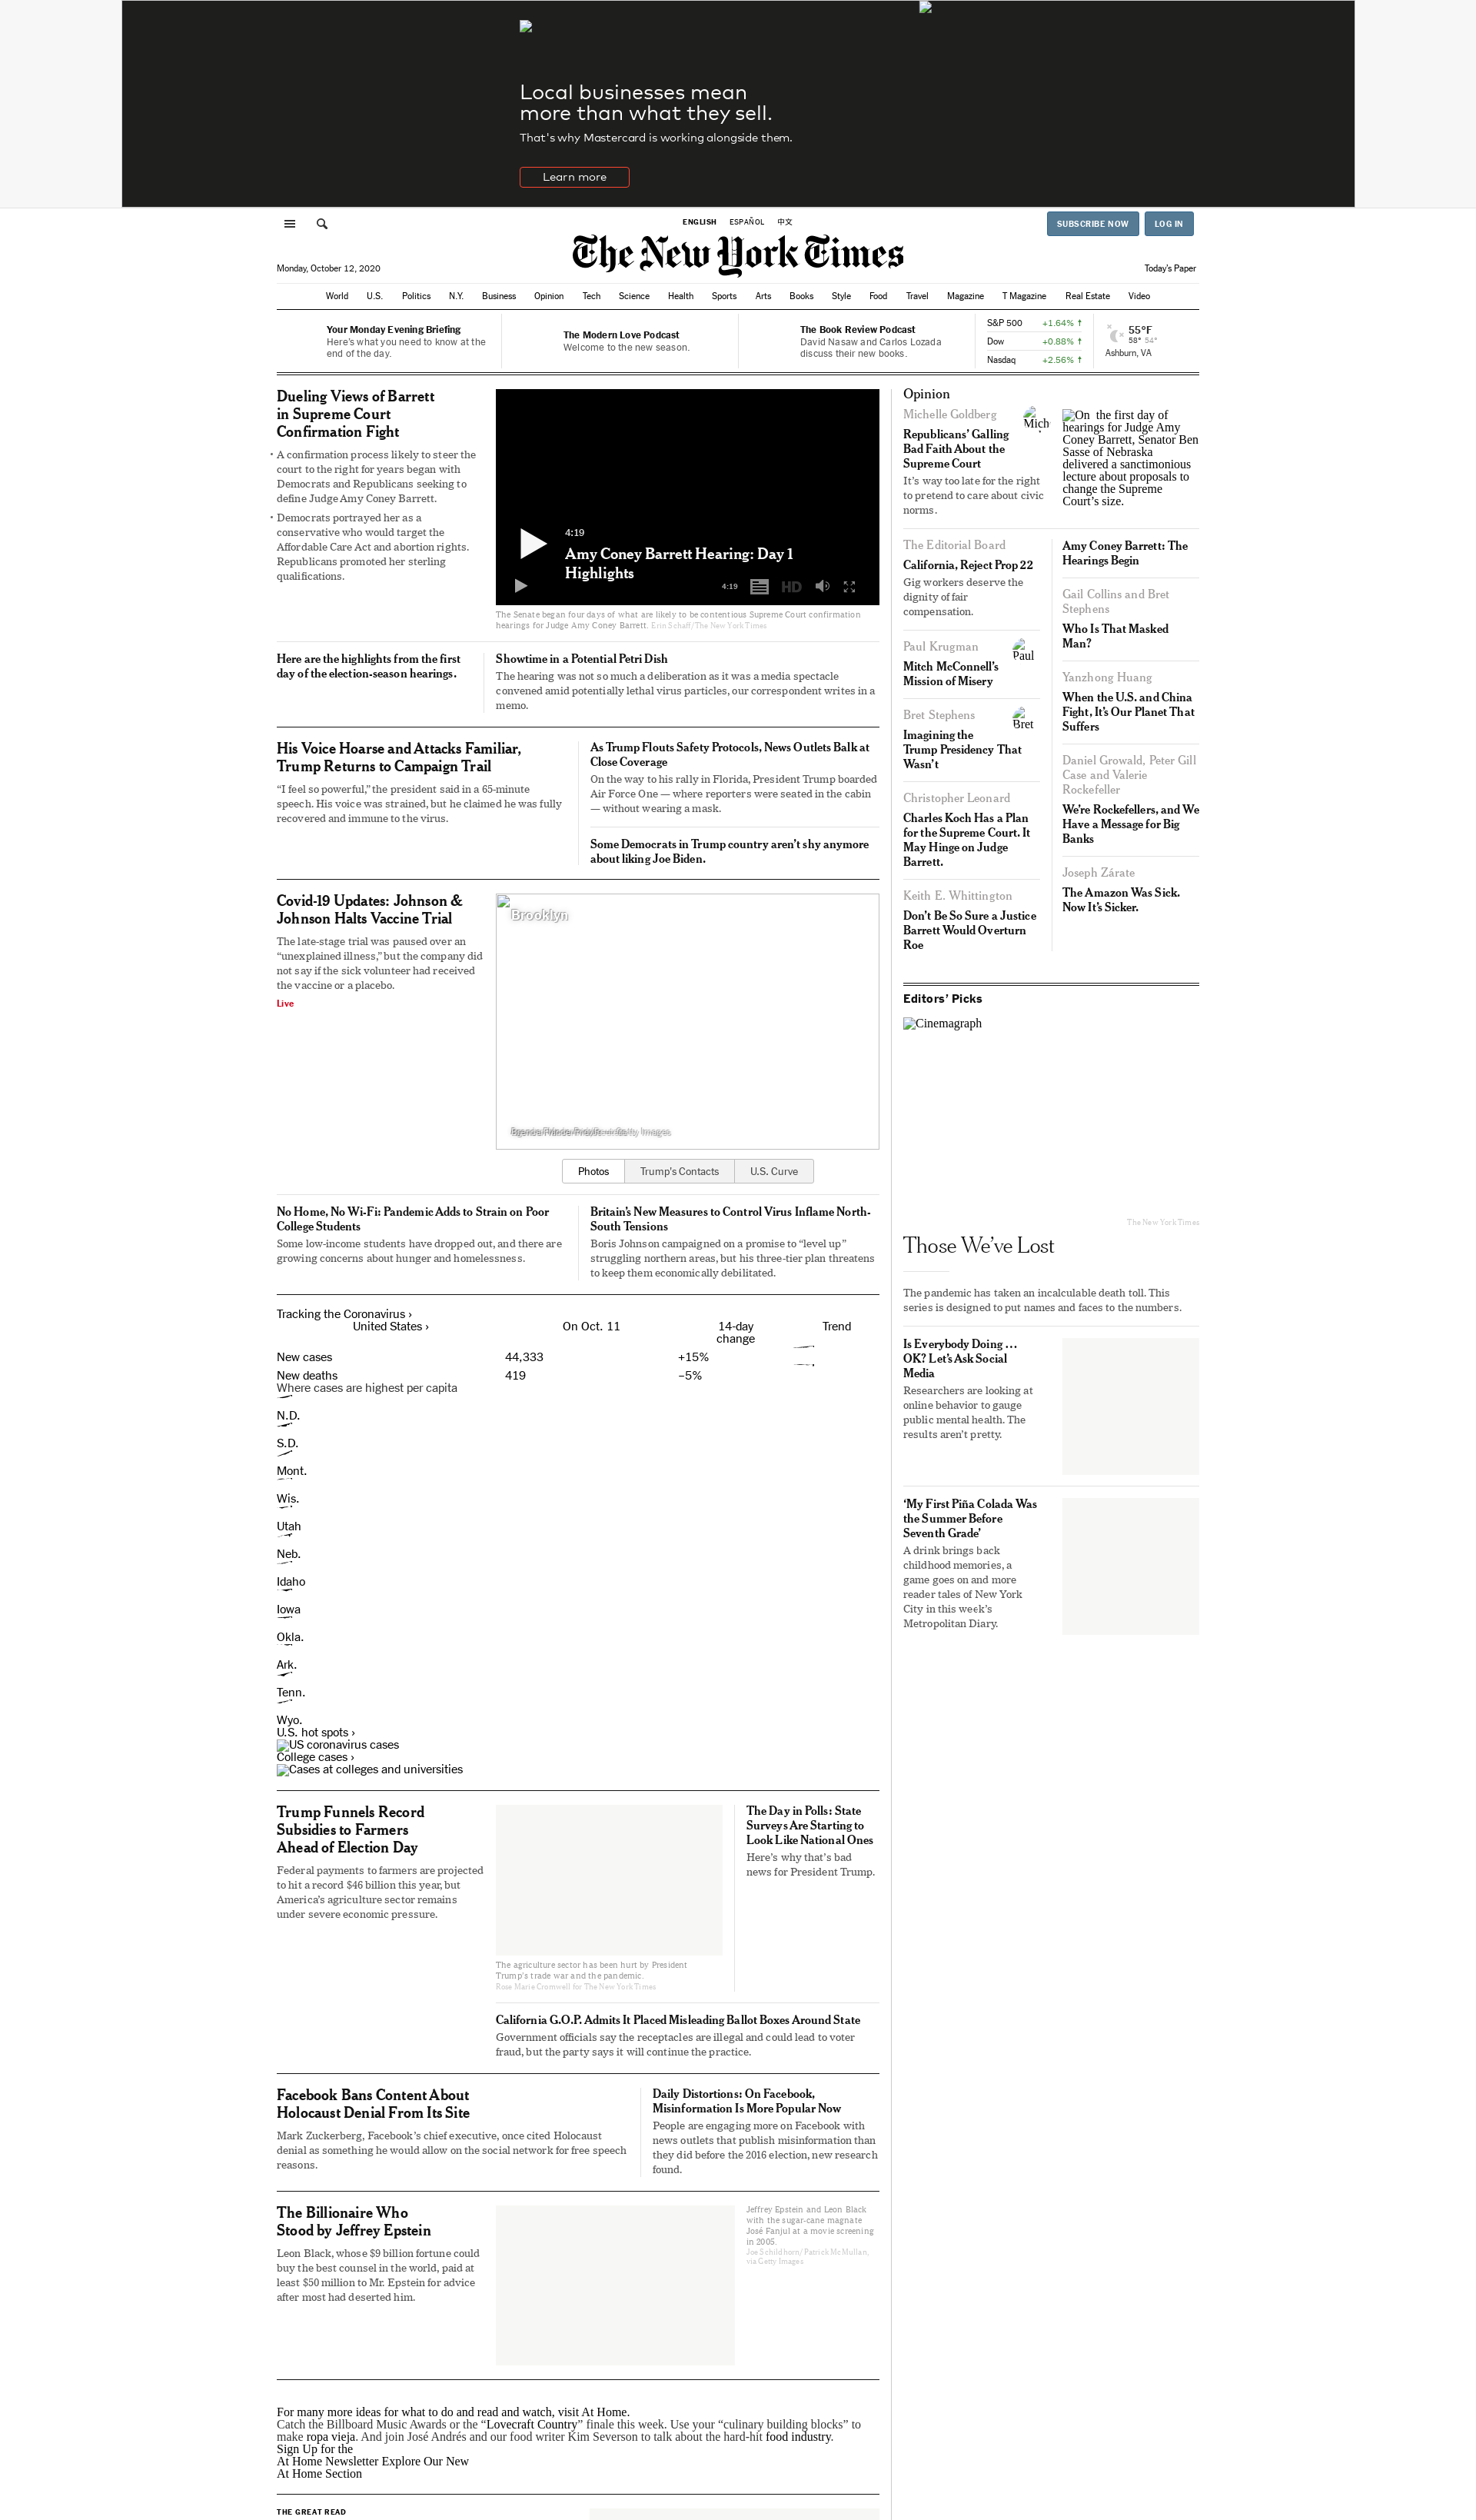 Local businesses mean
more than what they sell.
That's why Mastercard is working alongside them.
Learn more
ENGLISH ESPAÑOL 中文
SUBSCRIBE NOW LOG IN
The New York Times
Monday, October 12, 2020
Today's Paper
World U.S. Politics N.Y. Business Opinion Tech Science Health Sports Arts Books Style Food Travel Magazine T Magazine Real Estate Video
Your Monday Evening Briefing
Here's what you need to know at the
end of the day.
The Modern Love Podcast
Welcome to the new season.
The Book Review Podcast
David Nasaw and Carlos Lozada
discuss their new books.
S&P 500 +1.64% ↑
Dow +0.88% ↑
Nasdaq +2.56% ↑
55°F
58° 54°
Ashburn, VA
Dueling Views of Barrett
in Supreme Court
Confirmation Fight
• A confirmation process likely to steer the
court to the right for years began with
Democrats and Republicans seeking to
define Judge Amy Coney Barrett.
• Democrats portrayed her as a
conservative who would target the
Affordable Care Act and abortion rights.
Republicans promoted her sterling
qualifications.
4:19
Amy Coney Barrett Hearing: Day 1
Highlights
4:19 HD
The Senate began four days of what are likely to be contentious Supreme Court confirmation
hearings for Judge Amy Coney Barrett. Erin Schaff/The New York Times
Here are the highlights from the first
day of the election-season hearings.
Showtime in a Potential Petri Dish
The hearing was not so much a deliberation as it was a media spectacle
convened amid potentially lethal virus particles, our correspondent writes in a
memo.
His Voice Hoarse and Attacks Familiar,
Trump Returns to Campaign Trail
“I feel so powerful,” the president said in a 65-minute
speech. His voice was strained, but he claimed he was fully
recovered and immune to the virus.
As Trump Flouts Safety Protocols, News Outlets Balk at
Close Coverage
On the way to his rally in Florida, President Trump boarded
Air Force One — where reporters were seated in the cabin
— without wearing a mask.
Some Democrats in Trump country aren’t shy anymore
about liking Joe Biden.
Covid-19 Updates: Johnson &
Johnson Halts Vaccine Trial
The late-stage trial was paused over an
“unexplained illness,” but the company did
not say if the sick volunteer had received
the vaccine or a placebo.
Live
Brooklyn
Getty Images
Photos Trump’s Contacts U.S. Curve
No Home, No Wi-Fi: Pandemic Adds to Strain on Poor
College Students
Some low-income students have dropped out, and there are
growing concerns about hunger and homelessness.
Britain’s New Measures to Control Virus Inflame North-
South Tensions
Boris Johnson campaigned on a promise to “level up”
struggling northern areas, but his three-tier plan threatens
to keep them economically debilitated.
Tracking the Coronavirus ›
United States › On Oct. 11 14-day
change Trend
New cases 44,333 +15%
New deaths 419 −5%
Where cases are highest per capita
N.D.
S.D.
Mont.
Wis.
Utah
Neb.
Idaho
Iowa
Okla.
Ark.
Tenn.
Wyo.
U.S. hot spots ›
US coronavirus cases
College cases ›
Cases at colleges and universities
Trump Funnels Record
Subsidies to Farmers
Ahead of Election Day
Federal payments to farmers are projected
to hit a record $46 billion this year, but
America’s agriculture sector remains
under severe economic pressure.
The agriculture sector has been hurt by President
Trump’s trade war and the pandemic.
Rose Marie Cromwell for The New York Times
The Day in Polls: State
Surveys Are Starting to
Look Like National Ones
Here’s why that’s bad
news for President Trump.
California G.O.P. Admits It Placed Misleading Ballot Boxes Around State
Government officials say the receptacles are illegal and could lead to voter
fraud, but the party says it will continue the practice.
Facebook Bans Content About
Holocaust Denial From Its Site
Mark Zuckerberg, Facebook’s chief executive, once cited Holocaust
denial as something he would allow on the social network for free speech
reasons.
Daily Distortions: On Facebook,
Misinformation Is More Popular Now
People are engaging more on Facebook with
news outlets that publish misinformation than
they did before the 2016 election, new research
found.
The Billionaire Who
Stood by Jeffrey Epstein
Leon Black, whose $9 billion fortune could
buy the best counsel in the world, paid at
least $50 million to Mr. Epstein for advice
after most had deserted him.
Jeffrey Epstein and Leon Black
with the sugar-cane magnate
José Fanjul at a movie screening
in 2005.
Joe Schildhorn/Patrick McMullan,
via Getty Images
For many more ideas for what to do and read and watch, visit At Home.
Catch the Billboard Music Awards or the “Lovecraft Country” finale this week. Use your “culinary building blocks” to
make ropa vieja. And join José Andrés and our food writer Kim Severson to talk about the hard-hit food industry.
Sign Up for the
At Home Newsletter Explore Our New
At Home Section
THE GREAT READ
Opinion
Michelle Goldberg
Mich
Republicans’ Galling
Bad Faith About the
Supreme Court
It’s way too late for the right
to pretend to care about civic
norms.
On the first day of
hearings for Judge Amy
Coney Barrett, Senator Ben
Sasse of Nebraska
delivered a sanctimonious
lecture about proposals to
change the Supreme
Court’s size.
The Editorial Board
California, Reject Prop 22
Gig workers deserve the
dignity of fair
compensation.
Paul Krugman
Paul
Mitch McConnell’s
Mission of Misery
Bret Stephens
Bret
Imagining the
Trump Presidency That
Wasn’t
Christopher Leonard
Charles Koch Has a Plan
for the Supreme Court. It
May Hinge on Judge
Barrett.
Keith E. Whittington
Don’t Be So Sure a Justice
Barrett Would Overturn
Roe
Amy Coney Barrett: The
Hearings Begin
Gail Collins and Bret
Stephens
Who Is That Masked
Man?
Yanzhong Huang
When the U.S. and China
Fight, It’s Our Planet That
Suffers
Daniel Growald, Peter Gill
Case and Valerie
Rockefeller
We’re Rockefellers, and We
Have a Message for Big
Banks
Joseph Zárate
The Amazon Was Sick.
Now It’s Sicker.
Editors’ Picks
Cinemagraph
The New York Times
Those We’ve Lost
The pandemic has taken an incalculable death toll. This
series is designed to put names and faces to the numbers.
Is Everybody Doing …
OK? Let’s Ask Social
Media
Researchers are looking at
online behavior to gauge
public mental health. The
results aren’t pretty.
‘My First Piña Colada Was
the Summer Before
Seventh Grade’
A drink brings back
childhood memories, a
game goes on and more
reader tales of New York
City in this week’s
Metropolitan Diary.